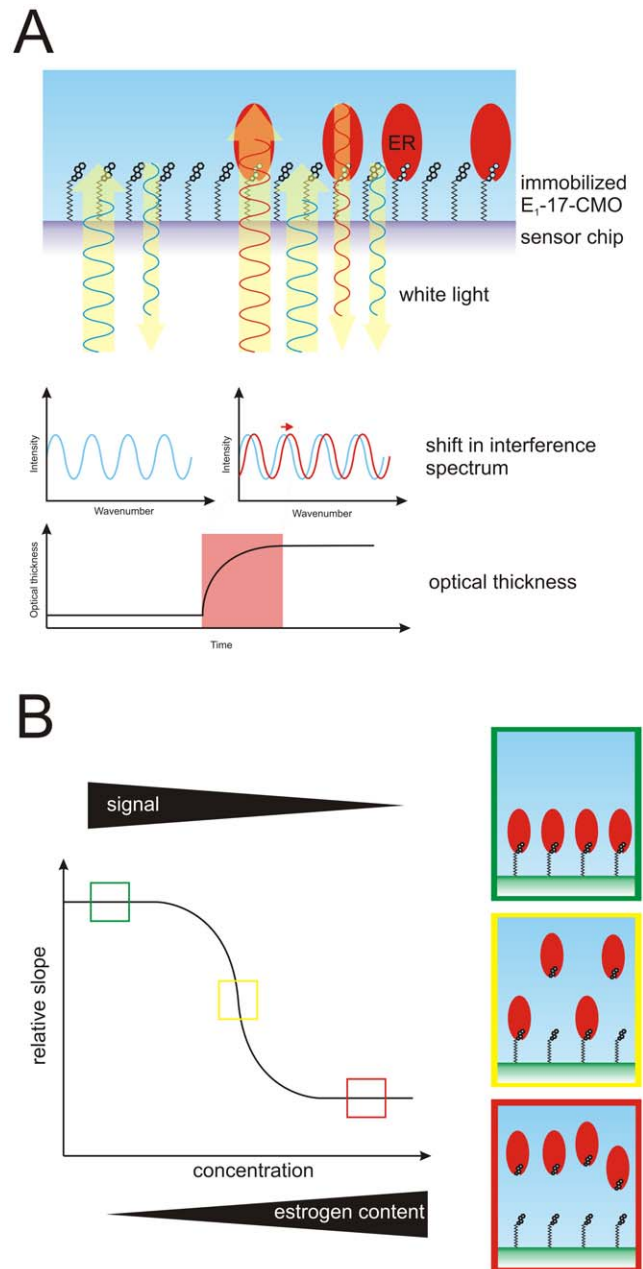 A
ER
immobilized
E₁-17-CMO
sensor chip
white light
Intensity
Wavenumber
Intensity
Wavenumber
shift in interference
spectrum
Optical thickness
Time
optical thickness
B
signal
relative slope
concentration
estrogen content